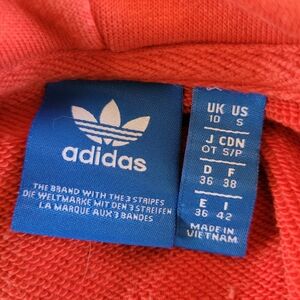 adidas
THE BRAND WITH THE 3 STRIPES
DIE WELTMARKE MIT DEN 3 STREIFEN
LA MARQUE AUX 3 BANDES
UK US
10 S
J CDN
OT S/P
D F
36 38
E I
36 42
MADE IN
VIETNAM